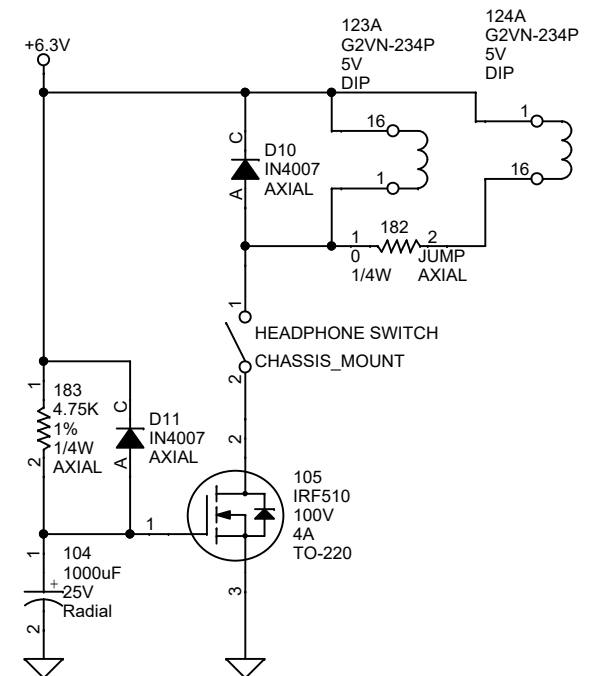 123A
G2VN-234P
5V
DIP
124A
G2VN-234P
5V
DIP
+6.3V
16
1
1
16
C
D10
IN4007
AXIAL
A
182
1
2
0
JUMP
1/4W
AXIAL
1
HEADPHONE SWITCH
CHASSIS_MOUNT
2
1
183
4.75K
1%
1/4W
AXIAL
2
C
D11
IN4007
AXIAL
A
2
105
IRF510
100V
4A
TO-220
1
3
1
104
1000uF
+
25V
Radial
2